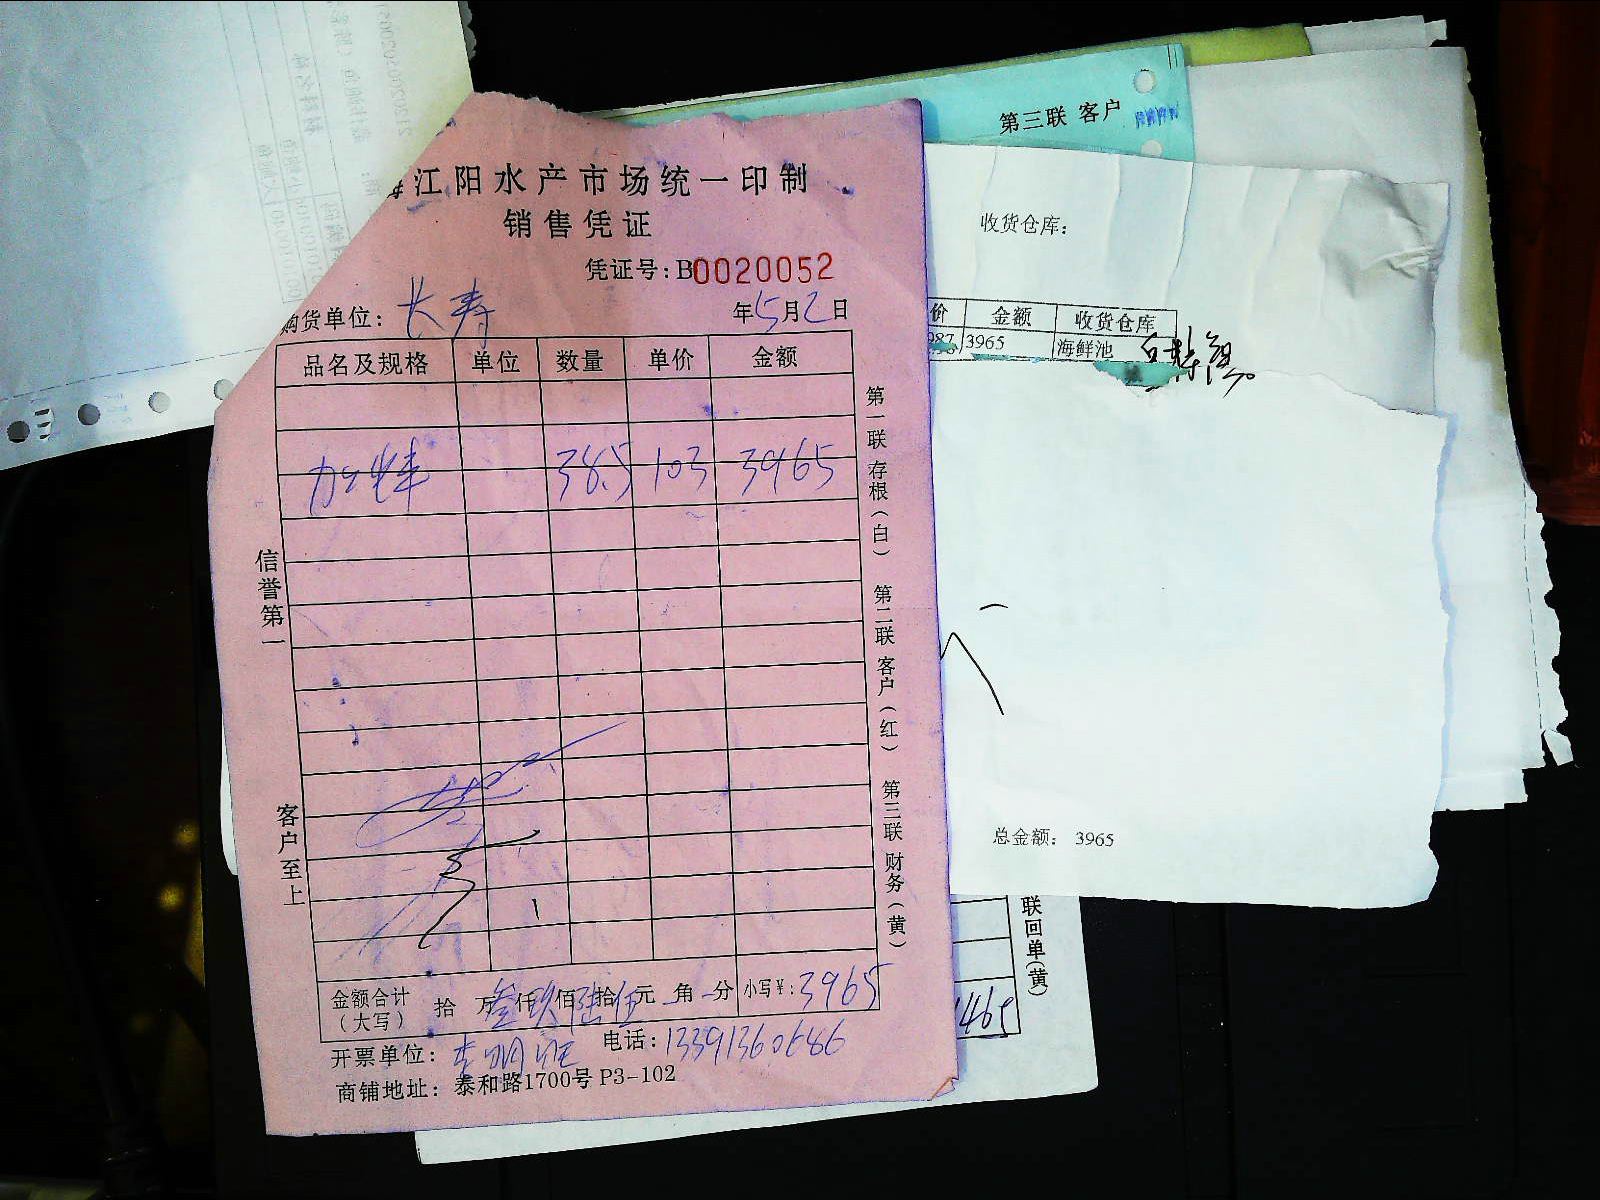 江阳水产市场统一印制
销售凭证
凭证号:B0020052
购货单位: 长寿
年5月2日
品名及规格 单位 数量 单价 金额
38.5 103 3965
信誉第一
客户至上
第一联 存根(白) 第二联 客户(红) 第三联 财务(黄)
金额合计(大写) 拾 万 叁仟玖佰陆拾伍元 角 分 小写¥: 3965
开票单位: 电话: 13391360686
商铺地址: 泰和路1700号 P3-102
第三联 客户
收货仓库:
价 金额 收货仓库
3965 海鲜池
总金额: 3965
联回单(黄)